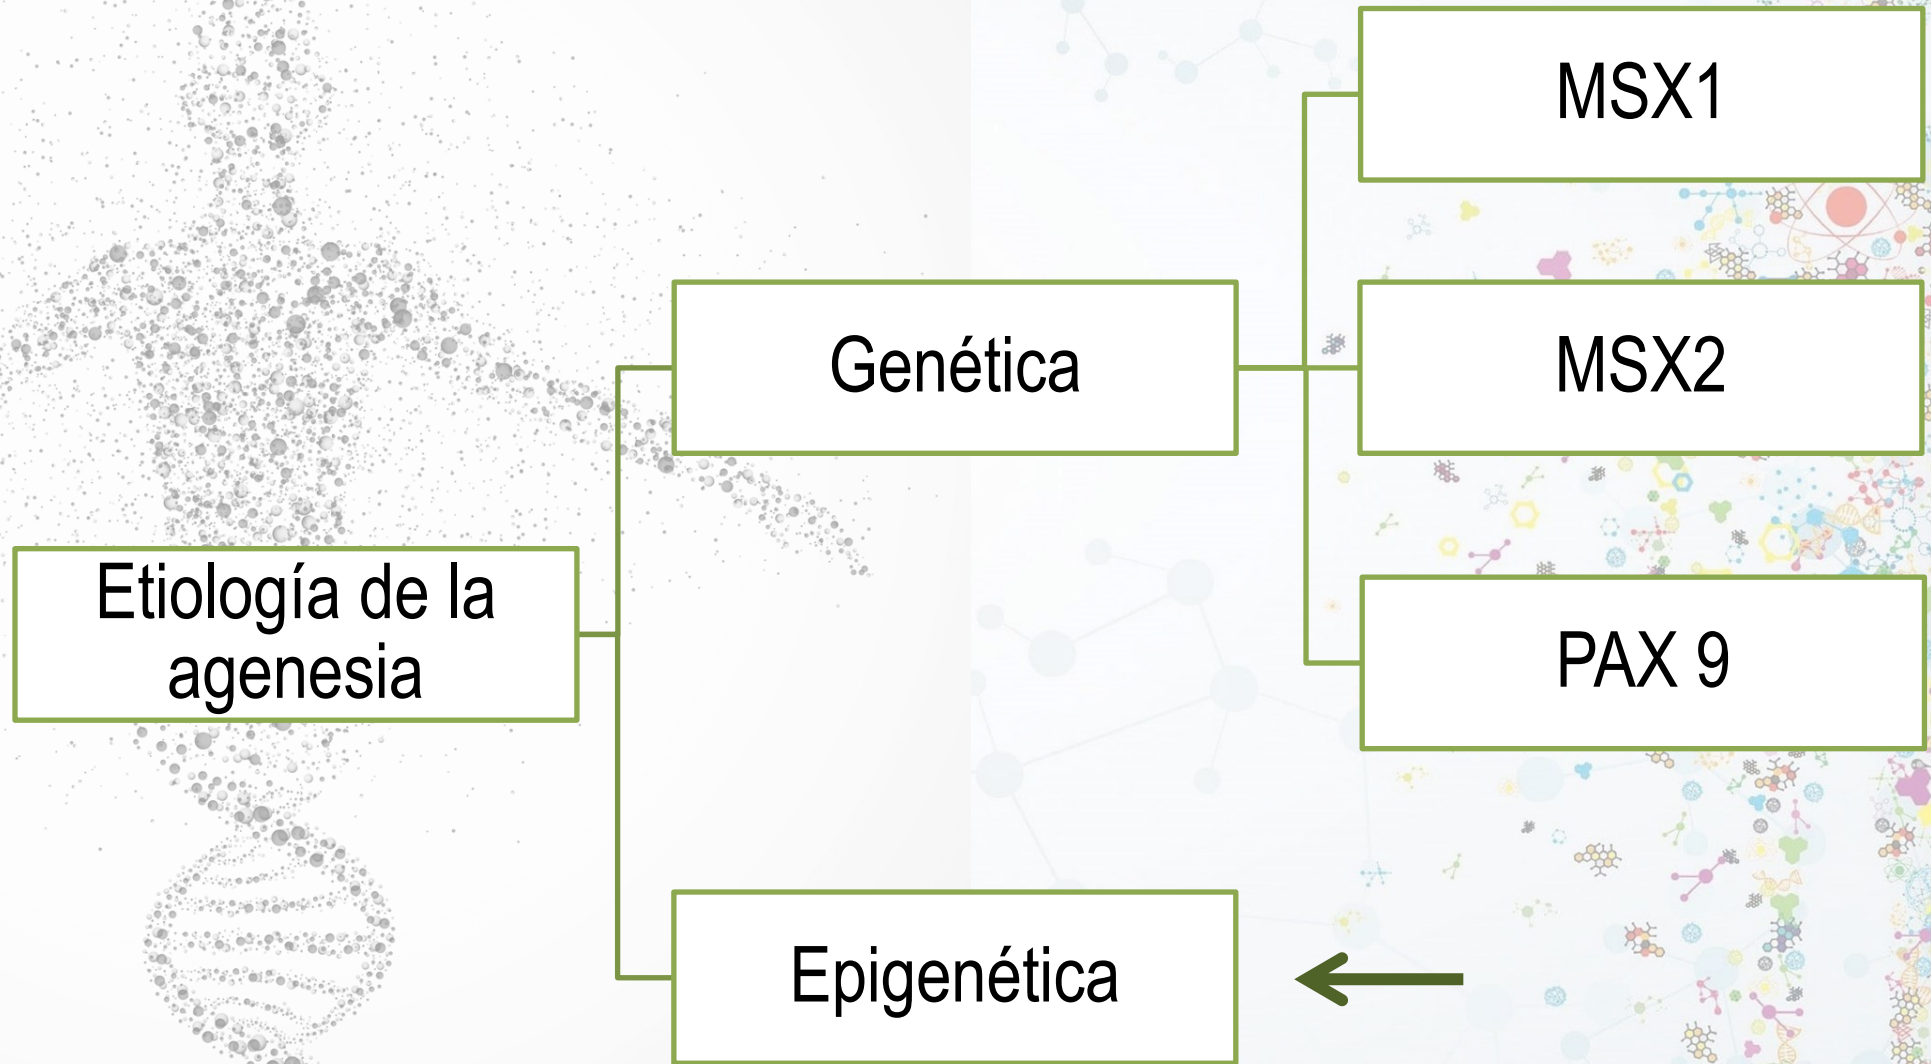 Etiología de la
agenesia
Genética
MSX1
MSX2
PAX 9
Epigenética